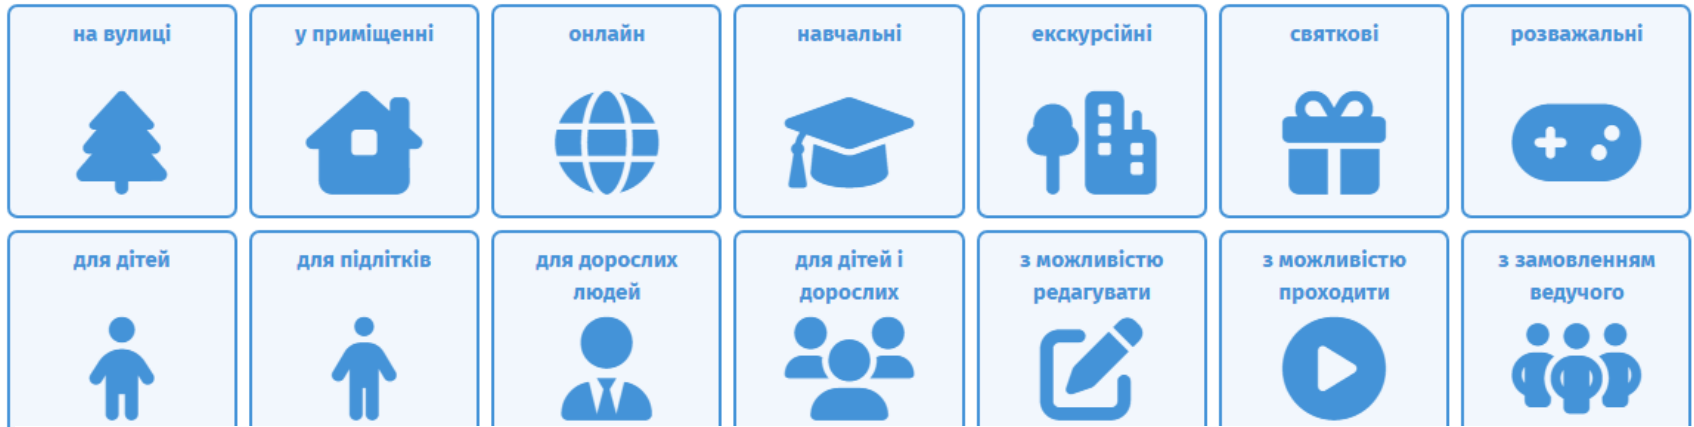 на вулиці
у приміщенні
онлайн
навчальні
екскурсійні
святкові
розважальні
для дітей
для підлітків
для дорослих
людей
для дітей і
дорослих
з можливістю
редагувати
з можливістю
проходити
з замовленням
ведучого